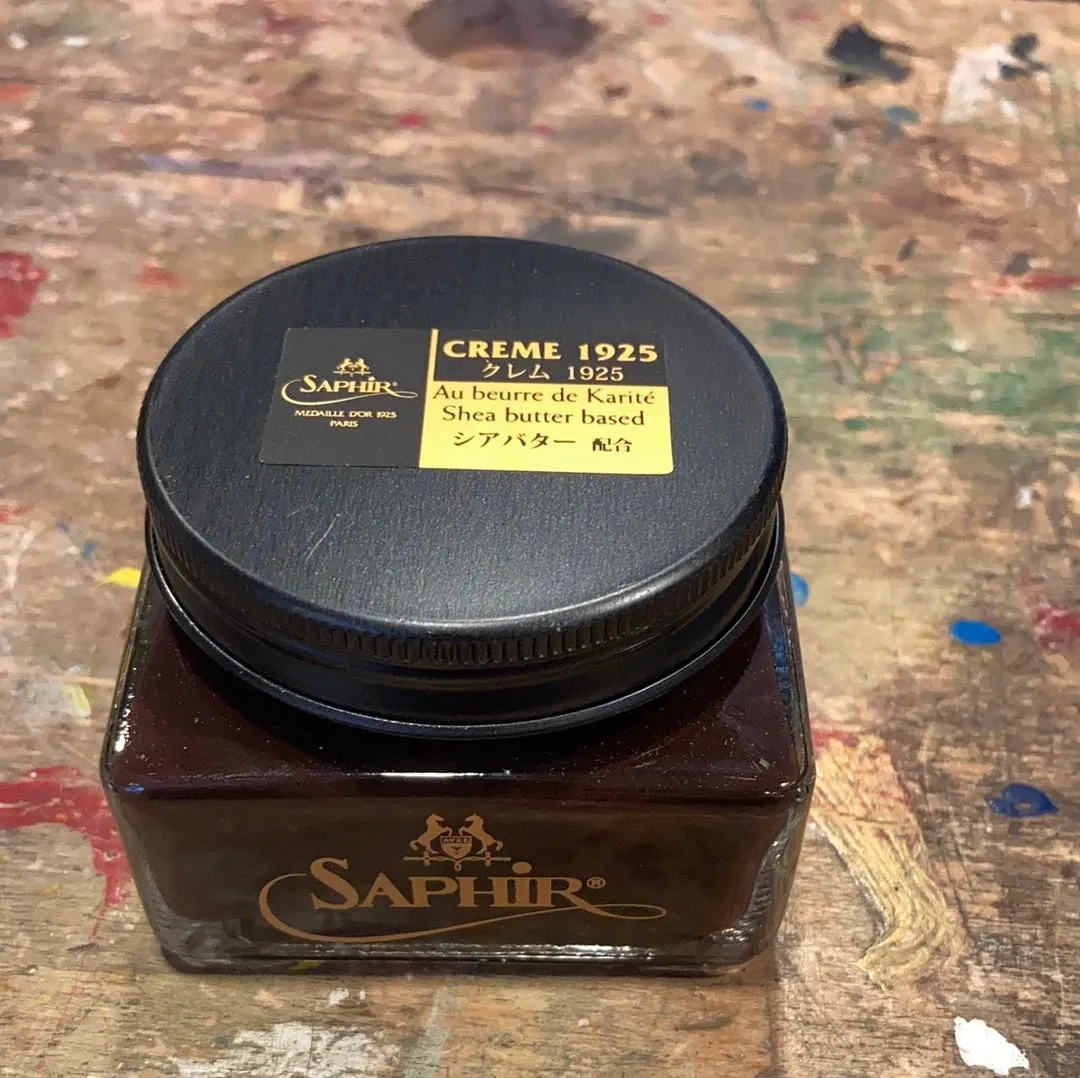 SAPHIR
MEDAILLE D'OR 1925
PARIS
CREME 1925
クレム 1925
Au beurre de Karité
Shea butter based
シアバター 配合
SAPHIR®